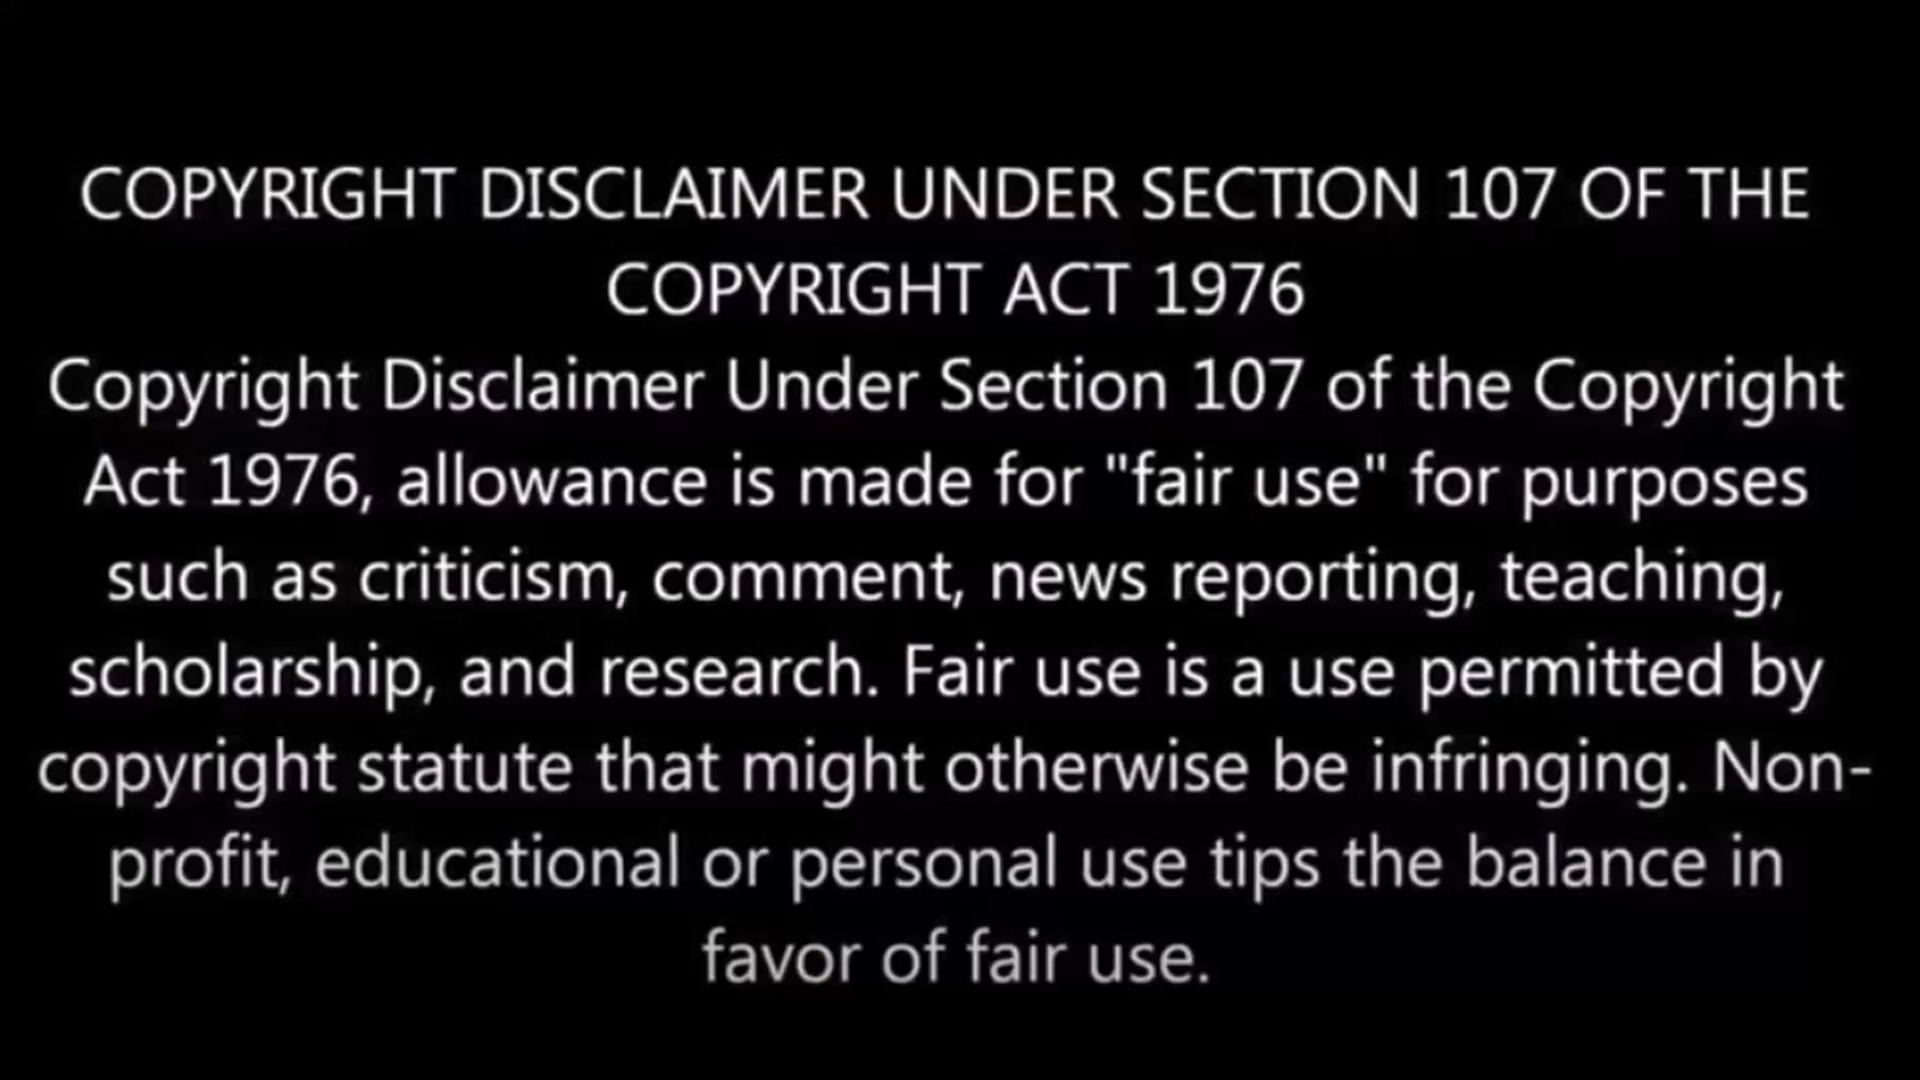 COPYRIGHT DISCLAIMER UNDER SECTION 107 OF THE
COPYRIGHT ACT 1976
Copyright Disclaimer Under Section 107 of the Copyright
Act 1976, allowance is made for "fair use" for purposes
such as criticism, comment, news reporting, teaching,
scholarship, and research. Fair use is a use permitted by
copyright statute that might otherwise be infringing. Non-
profit, educational or personal use tips the balance in
favor of fair use.